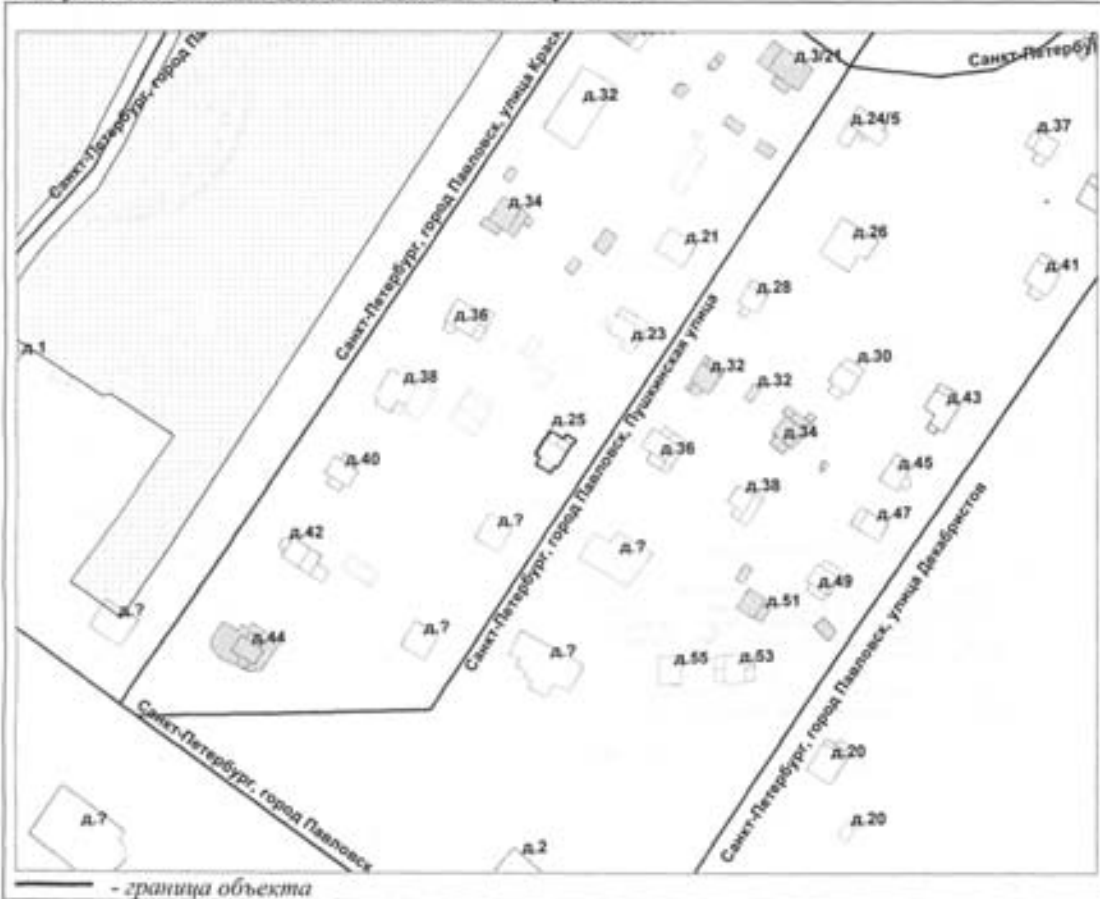 Санкт-Петербург, город
д.32
Санкт-Петербург, город Павловск, улица
д.3/21
Санкт-Петербу
д.24/5
д.37
д.34
д.21
д.26
д.41
д.28
д.36
д.23
д.1
д.38
д.32
д.32
д.30
д.43
д.25
Санкт-Петербург, город Павловск, Пушкинская улица
д.34
д.40
д.36
д.45
д.38
д.47
д.42
д.?
д.?
д.49
д.?
д.51
Санкт-Петербург, город Павловск, улица Декабристов
д.44
д.?
д.?
д.55
д.53
Санкт-Петербург, город Павловск
д.20
д.?
д.20
д.2
- граница объекта